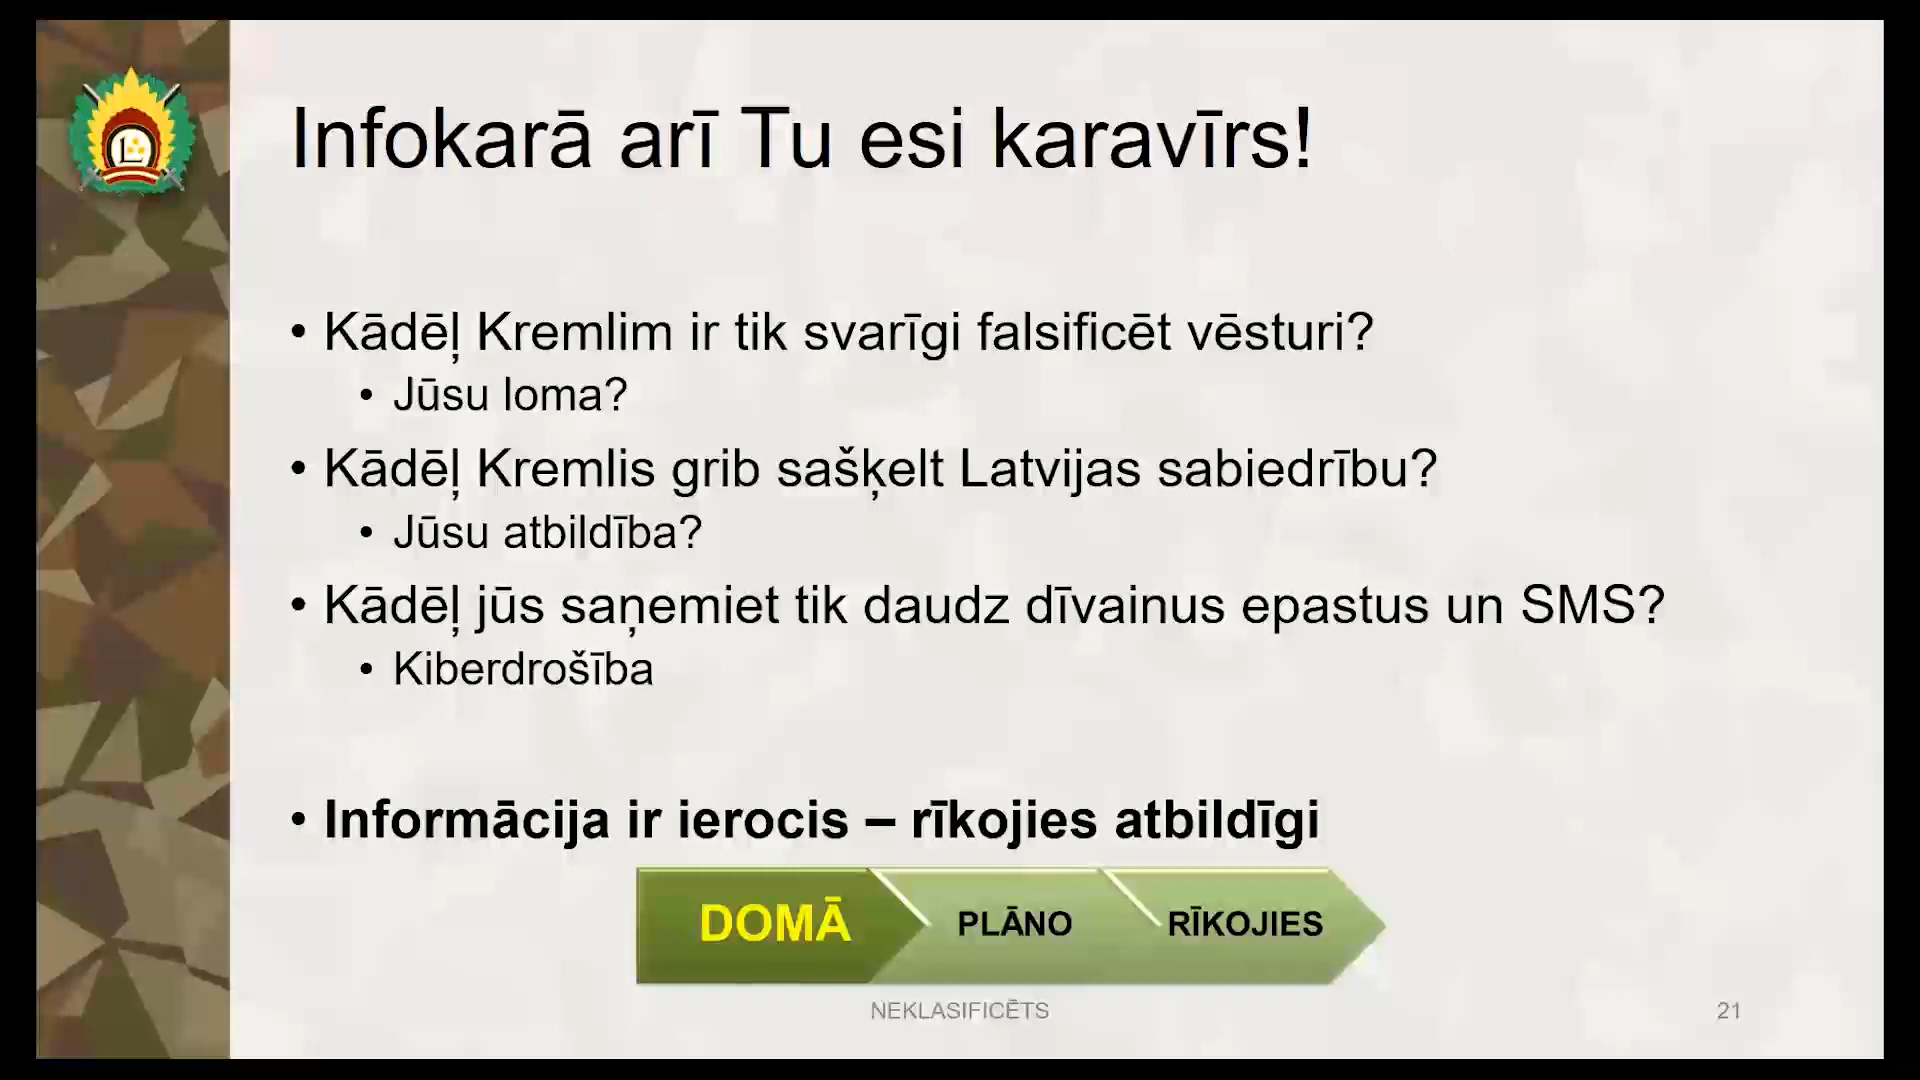 Infokarā arī Tu esi karavīrs!
• Kādēļ Kremlim ir tik svarīgi falsificēt vēsturi?
• Jūsu loma?
• Kādēļ Kremlis grib sašķelt Latvijas sabiedrību?
• Jūsu atbildība?
• Kādēļ jūs saņemiet tik daudz dīvainus epastus un SMS?
• Kiberdrošība
• Informācija ir ierocis – rīkojies atbildīgi
DOMĀ PLĀNO RĪKOJIES
NEKLASIFICĒTS 21